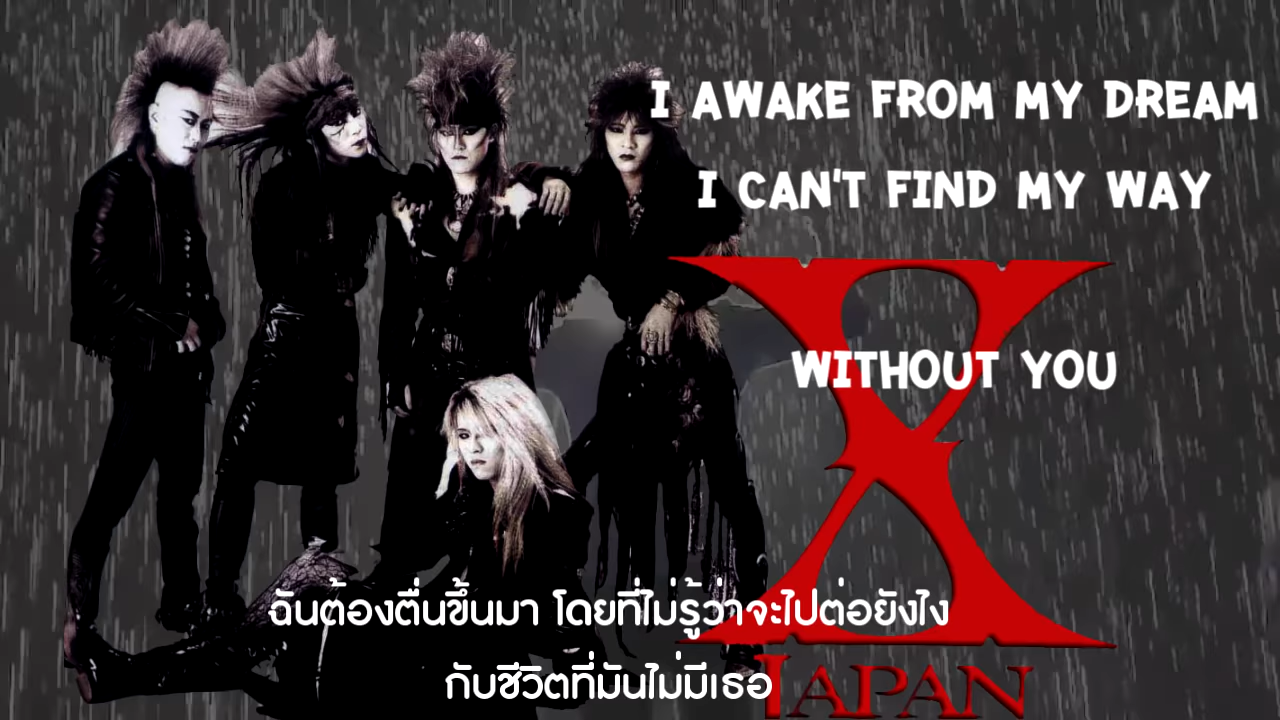 I AWAKE FROM MY DREAM
I CAN'T FIND MY WAY
WITHOUT YOU
X
JAPAN
ฉันต้องตื่นขึ้นมา โดยที่ไม่รู้ว่าจะไปต่อยังไง
กับชีวิตที่มันไม่มีเธอ